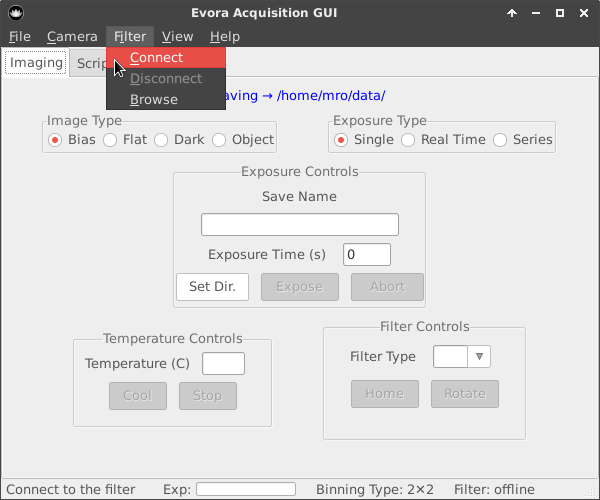 Evora Acquisition GUI
File Camera Filter View Help
Imaging
Connect
Disconnect
Browse
→ /home/mro/data/
Image Type
Bias Flat Dark Object
Exposure Type
Single Real Time Series
Exposure Controls
Save Name
Exposure Time (s) 0
Set Dir. Expose Abort
Temperature Controls
Temperature (C)
Cool Stop
Filter Controls
Filter Type
Home Rotate
Connect to the filter Exp: Binning Type: 2×2 Filter: offline